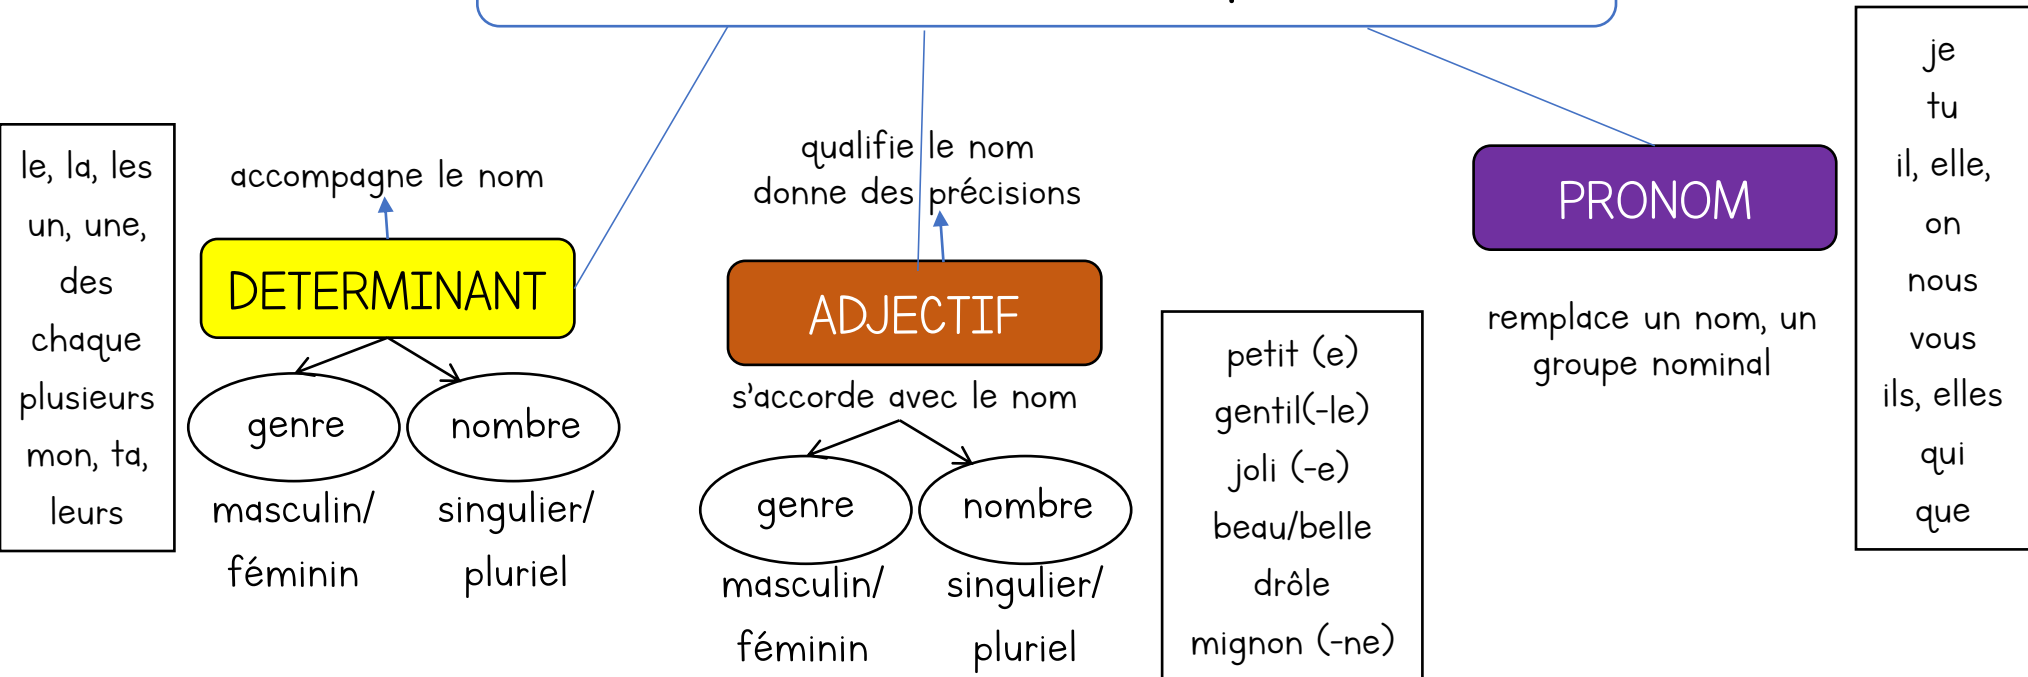 le, la, les
un, une,
des
chaque
plusieurs
mon, ta,
leurs
accompagne le nom
DETERMINANT
genre
nombre
masculin/
féminin
singulier/
pluriel
qualifie le nom
donne des précisions
ADJECTIF
s'accorde avec le nom
genre
nombre
masculin/
féminin
singulier/
pluriel
petit (e)
gentil(-le)
joli (-e)
beau/belle
drôle
mignon (-ne)
PRONOM
remplace un nom, un
groupe nominal
je
tu
il, elle,
on
nous
vous
ils, elles
qui
que